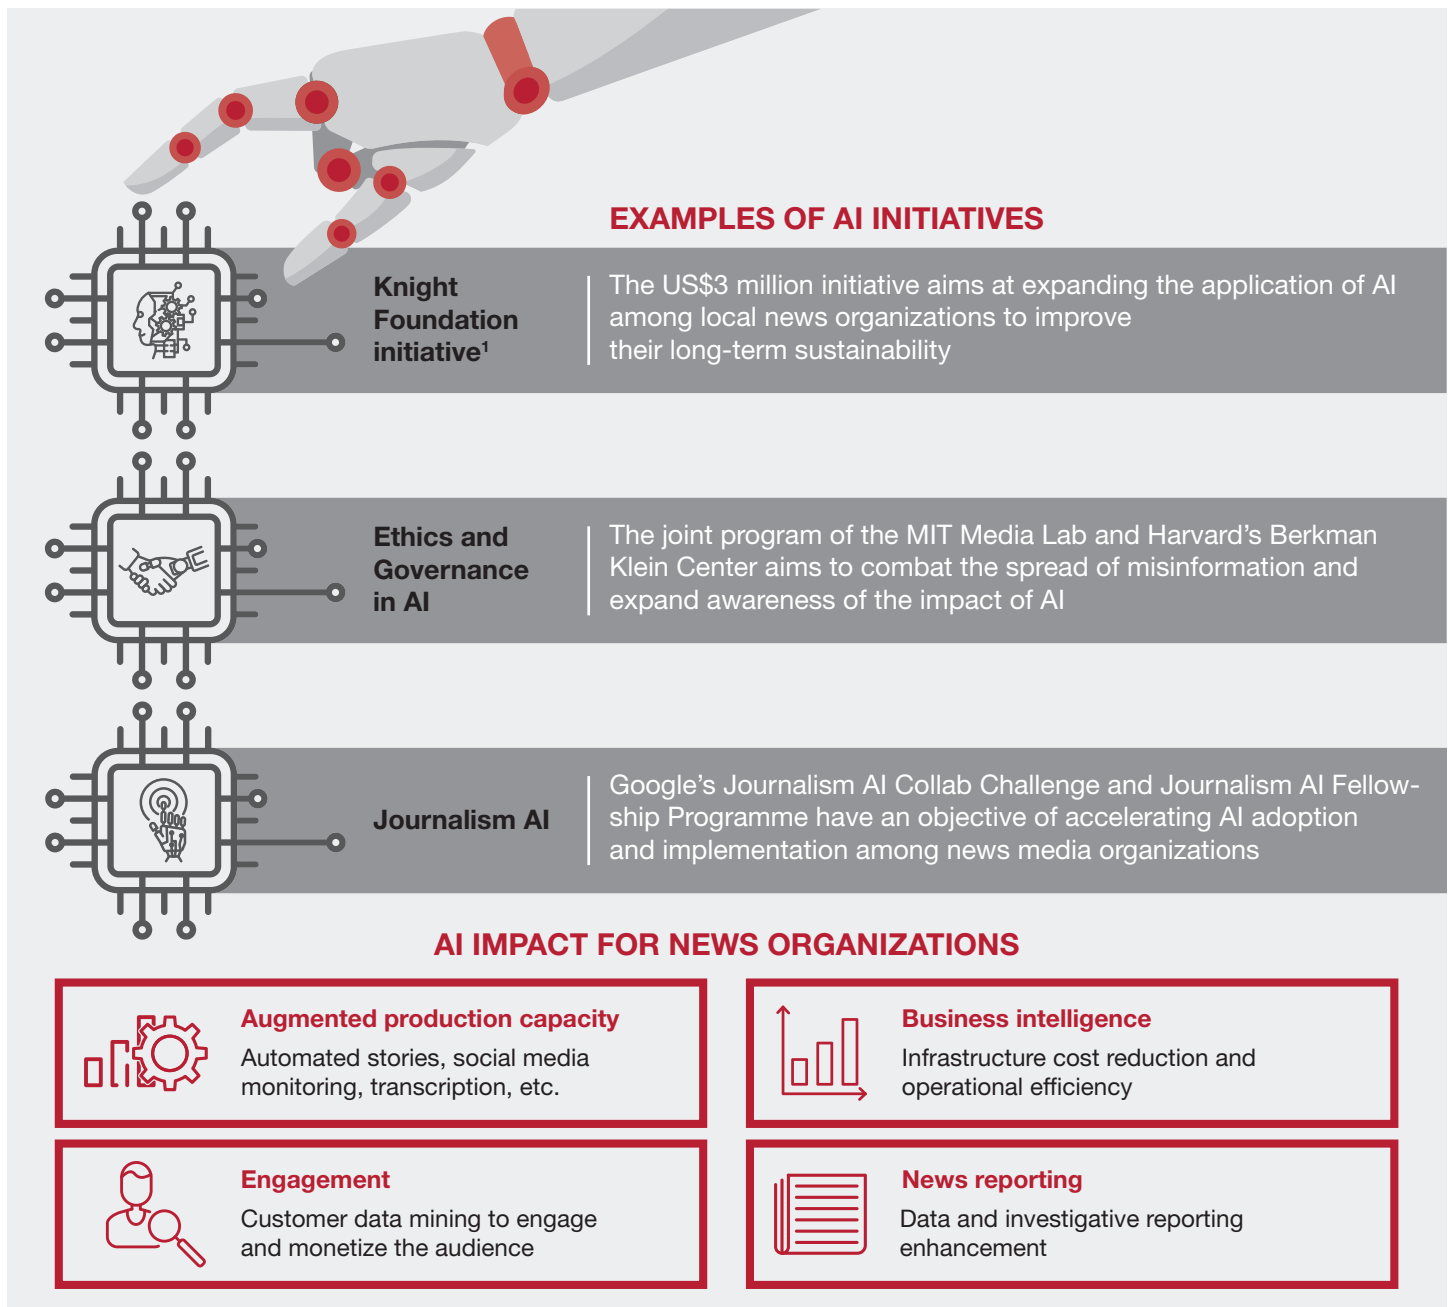 EXAMPLES OF AI INITIATIVES
Knight
Foundation
initiative¹
The US$3 million initiative aims at expanding the application of AI
among local news organizations to improve
their long-term sustainability
Ethics and
Governance
in AI
The joint program of the MIT Media Lab and Harvard’s Berkman
Klein Center aims to combat the spread of misinformation and
expand awareness of the impact of AI
Journalism AI
Google’s Journalism AI Collab Challenge and Journalism AI Fellow-
ship Programme have an objective of accelerating AI adoption
and implementation among news media organizations
AI IMPACT FOR NEWS ORGANIZATIONS
Augmented production capacity
Automated stories, social media
monitoring, transcription, etc.
Business intelligence
Infrastructure cost reduction and
operational efficiency
Engagement
Customer data mining to engage
and monetize the audience
News reporting
Data and investigative reporting
enhancement